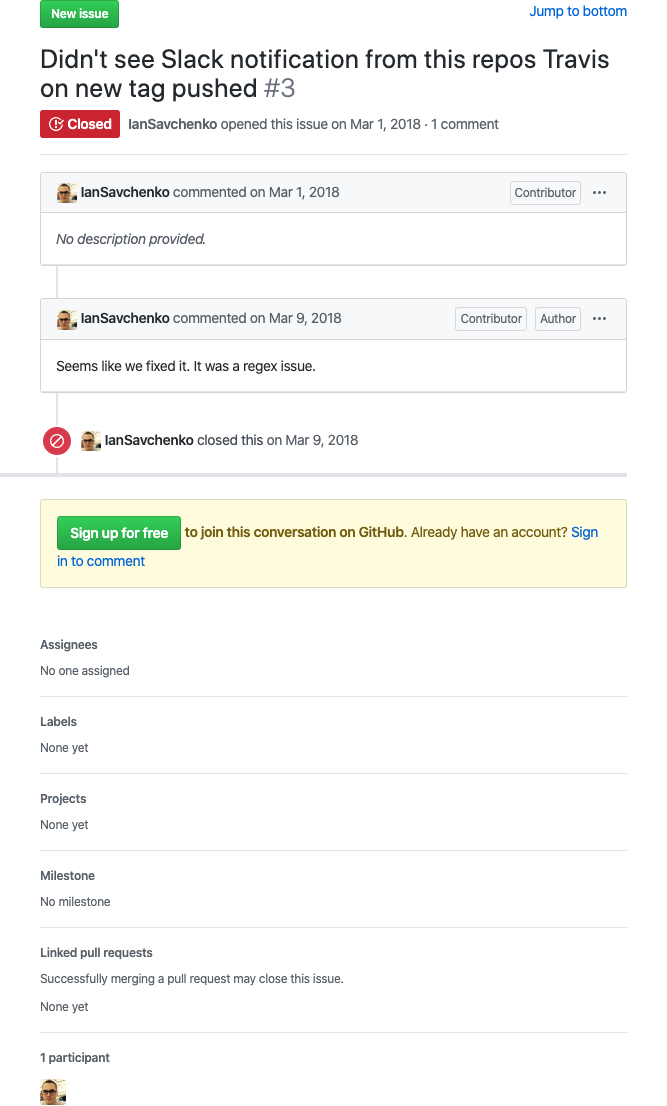 New issue
Jump to bottom
Didn't see Slack notification from this repos Travis
on new tag pushed #3
Closed IanSavchenko opened this issue on Mar 1, 2018 · 1 comment
IanSavchenko commented on Mar 1, 2018 Contributor ···
No description provided.
IanSavchenko commented on Mar 9, 2018 Contributor Author ···
Seems like we fixed it. It was a regex issue.
IanSavchenko closed this on Mar 9, 2018
Sign up for free to join this conversation on GitHub. Already have an account? Sign
in to comment
Assignees
No one assigned
Labels
None yet
Projects
None yet
Milestone
No milestone
Linked pull requests
Successfully merging a pull request may close this issue.
None yet
1 participant